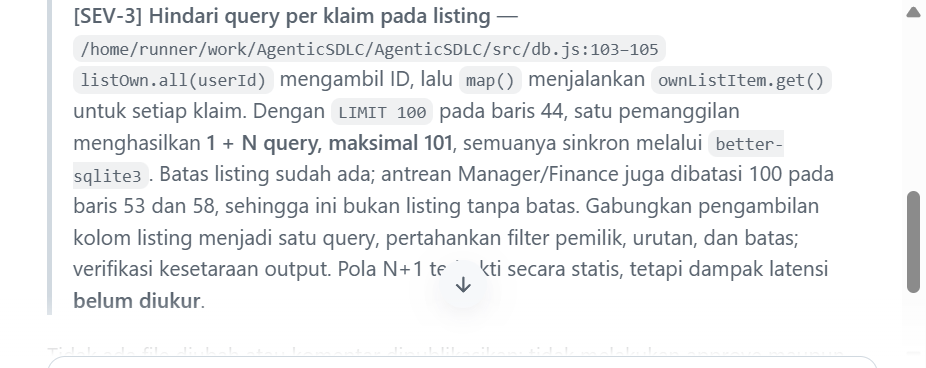 [SEV-3] Hindari query per klaim pada listing —
/home/runner/work/AgenticSDLC/AgenticSDLC/src/db.js:103–105
listOwn.all(userId) mengambil ID, lalu map() menjalankan ownListItem.get()
untuk setiap klaim. Dengan LIMIT 100 pada baris 44, satu pemanggilan
menghasilkan 1 + N query, maksimal 101, semuanya sinkron melalui better-
sqlite3. Batas listing sudah ada; antrean Manager/Finance juga dibatasi 100 pada
baris 53 dan 58, sehingga ini bukan listing tanpa batas. Gabungkan pengambilan
kolom listing menjadi satu query, pertahankan filter pemilik, urutan, dan batas;
verifikasi kesetaraan output. Pola N+1 terbukti secara statis, tetapi dampak latensi
belum diukur.